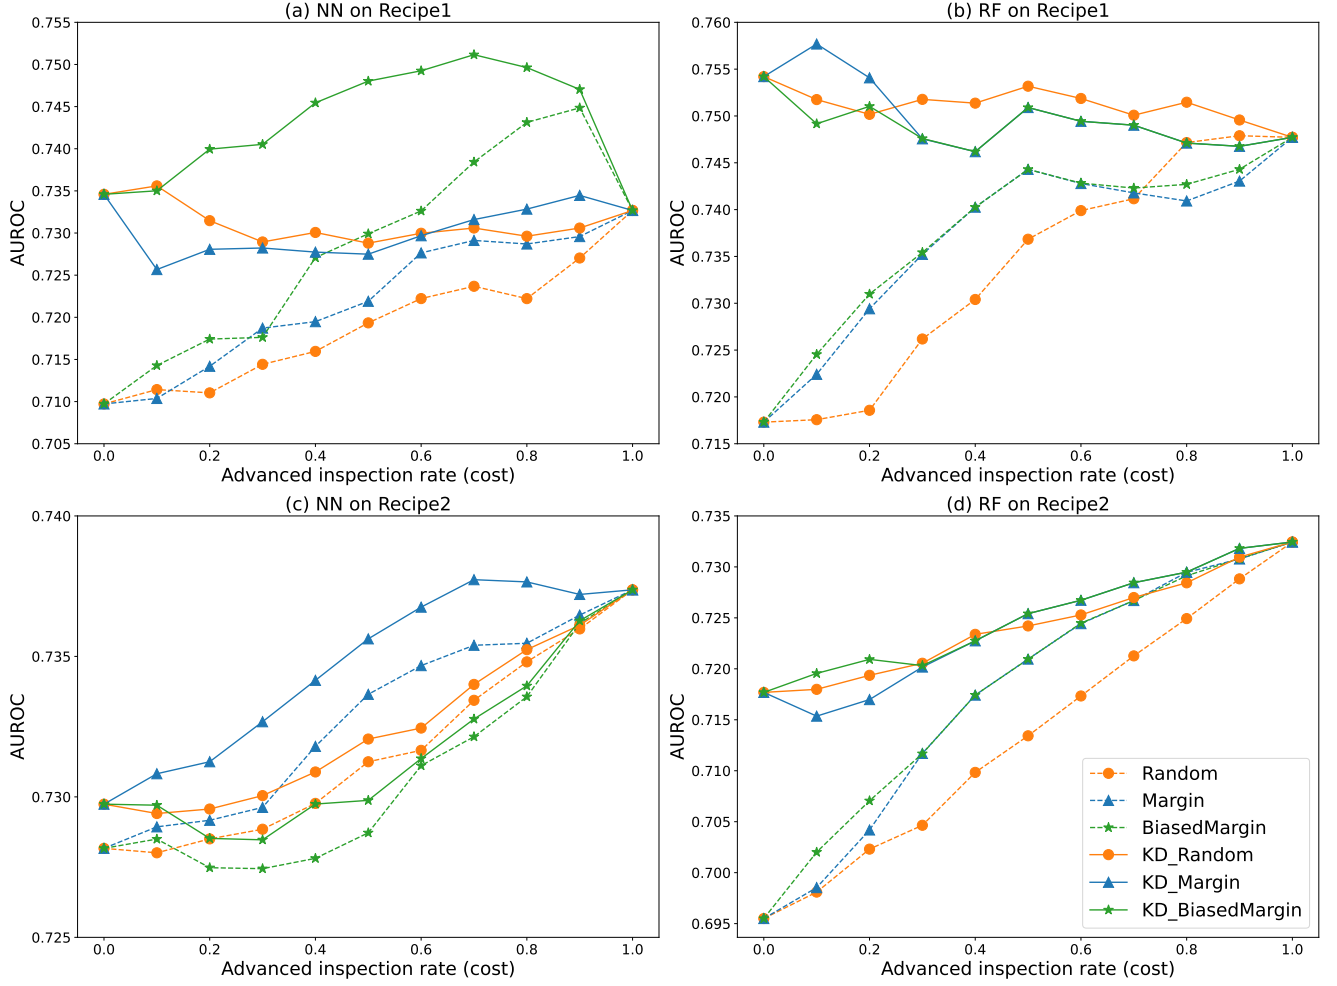 (a) NN on Recipe1
0.755
0.750
0.745
0.740
0.735
0.730
0.725
0.720
0.715
0.710
0.705
AUROC
0.0 0.2 0.4 0.6 0.8 1.0
Advanced inspection rate (cost)
(b) RF on Recipe1
0.760
0.755
0.750
0.745
0.740
0.735
0.730
0.725
0.720
0.715
AUROC
0.0 0.2 0.4 0.6 0.8 1.0
Advanced inspection rate (cost)
(c) NN on Recipe2
0.740
0.735
0.730
0.725
AUROC
0.0 0.2 0.4 0.6 0.8 1.0
Advanced inspection rate (cost)
(d) RF on Recipe2
0.735
0.730
0.725
0.720
0.715
0.710
0.705
0.700
0.695
AUROC
0.0 0.2 0.4 0.6 0.8 1.0
Advanced inspection rate (cost)
Random
Margin
BiasedMargin
KD_Random
KD_Margin
KD_BiasedMargin